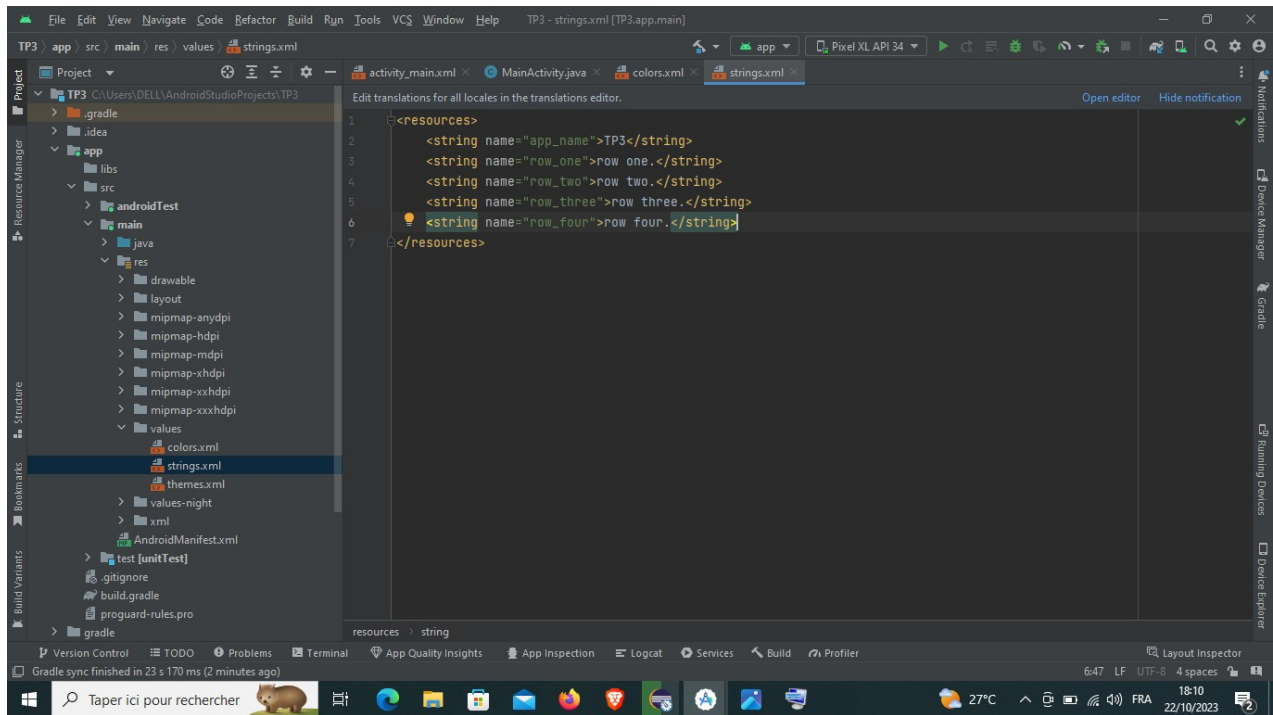 File Edit View Navigate Code Refactor Build Run Tools VCS Window Help TP3 - strings.xml [TP3.app.main]
TP3 app src main res values strings.xml app Pixel XL API 34
Project activity_main.xml MainActivity.java colors.xml strings.xml
TP3 C:\Users\DELL\AndroidStudioProjects\TP3
.gradle
.idea
app
libs
src
androidTest
main
java
res
drawable
layout
mipmap-anydpi
mipmap-hdpi
mipmap-mdpi
mipmap-xhdpi
mipmap-xxhdpi
mipmap-xxxhdpi
values
colors.xml
strings.xml
themes.xml
values-night
xml
AndroidManifest.xml
test [unitTest]
.gitignore
build.gradle
proguard-rules.pro
gradle
Edit translations for all locales in the translations editor. Open editor Hide notification
1 <resources>
2 <string name="app_name">TP3</string>
3 <string name="row_one">row one.</string>
4 <string name="row_two">row two.</string>
5 <string name="row_three">row three.</string>
6 <string name="row_four">row four.</string>
7 </resources>
resources string
Project
Resource Manager
Structure
Bookmarks
Build Variants
Notifications
Device Manager
Gradle
Running Devices
Device Explorer
Version Control TODO Problems Terminal App Quality Insights App Inspection Logcat Services Build Profiler Layout Inspector
Gradle sync finished in 23 s 170 ms (2 minutes ago) 6:47 LF UTF-8 4 spaces
Taper ici pour rechercher 27°C FRA 18:10
22/10/2023 2